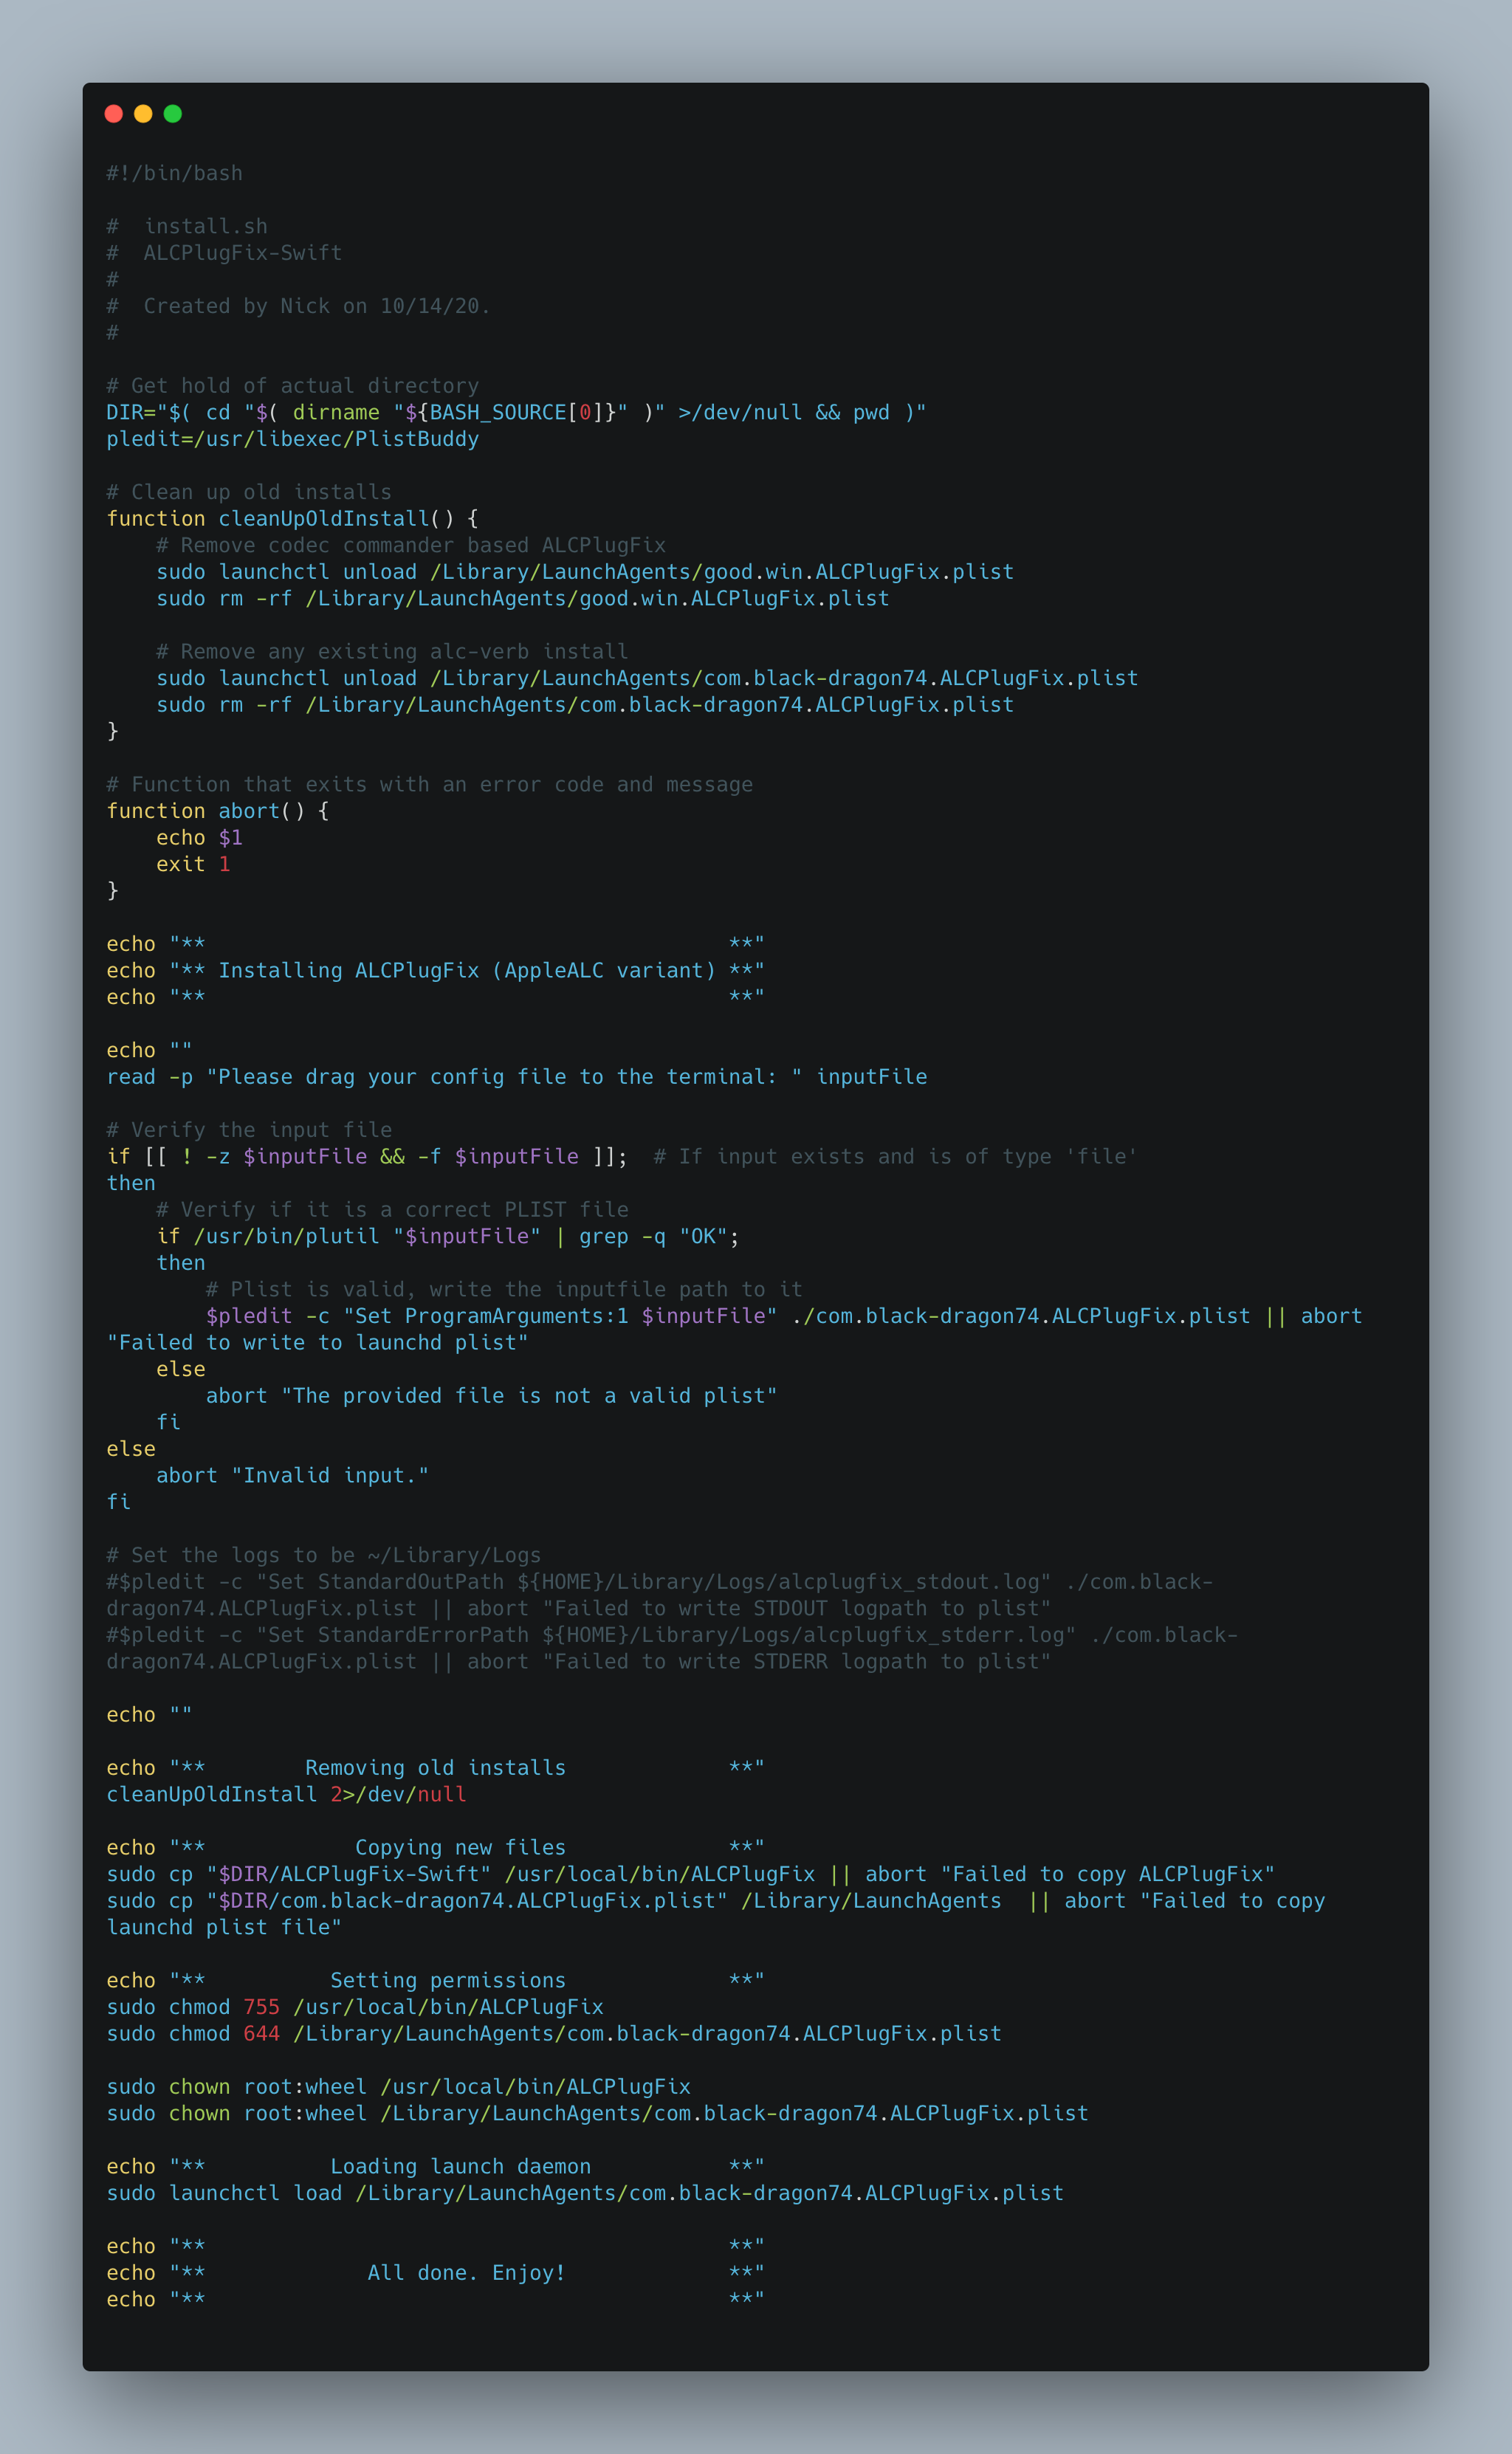 #!/bin/bash

#  install.sh
#  ALCPlugFix-Swift
#
#  Created by Nick on 10/14/20.
#

# Get hold of actual directory
DIR="$( cd "$( dirname "${BASH_SOURCE[0]}" )" >/dev/null && pwd )"
pledit=/usr/libexec/PlistBuddy

# Clean up old installs
function cleanUpOldInstall() {
    # Remove codec commander based ALCPlugFix
    sudo launchctl unload /Library/LaunchAgents/good.win.ALCPlugFix.plist
    sudo rm -rf /Library/LaunchAgents/good.win.ALCPlugFix.plist

    # Remove any existing alc-verb install
    sudo launchctl unload /Library/LaunchAgents/com.black-dragon74.ALCPlugFix.plist
    sudo rm -rf /Library/LaunchAgents/com.black-dragon74.ALCPlugFix.plist
}

# Function that exits with an error code and message
function abort() {
    echo $1
    exit 1
}

echo "**                                          **"
echo "** Installing ALCPlugFix (AppleALC variant) **"
echo "**                                          **"

echo ""
read -p "Please drag your config file to the terminal: " inputFile

# Verify the input file
if [[ ! -z $inputFile && -f $inputFile ]];  # If input exists and is of type 'file'
then
    # Verify if it is a correct PLIST file
    if /usr/bin/plutil "$inputFile" | grep -q "OK";
    then
        # Plist is valid, write the inputfile path to it
        $pledit -c "Set ProgramArguments:1 $inputFile" ./com.black-dragon74.ALCPlugFix.plist || abort
"Failed to write to launchd plist"
    else
        abort "The provided file is not a valid plist"
    fi
else
    abort "Invalid input."
fi

# Set the logs to be ~/Library/Logs
#$pledit -c "Set StandardOutPath ${HOME}/Library/Logs/alcplugfix_stdout.log" ./com.black-
dragon74.ALCPlugFix.plist || abort "Failed to write STDOUT logpath to plist"
#$pledit -c "Set StandardErrorPath ${HOME}/Library/Logs/alcplugfix_stderr.log" ./com.black-
dragon74.ALCPlugFix.plist || abort "Failed to write STDERR logpath to plist"

echo ""

echo "**        Removing old installs             **"
cleanUpOldInstall 2>/dev/null

echo "**            Copying new files             **"
sudo cp "$DIR/ALCPlugFix-Swift" /usr/local/bin/ALCPlugFix || abort "Failed to copy ALCPlugFix"
sudo cp "$DIR/com.black-dragon74.ALCPlugFix.plist" /Library/LaunchAgents  || abort "Failed to copy
launchd plist file"

echo "**          Setting permissions             **"
sudo chmod 755 /usr/local/bin/ALCPlugFix
sudo chmod 644 /Library/LaunchAgents/com.black-dragon74.ALCPlugFix.plist

sudo chown root:wheel /usr/local/bin/ALCPlugFix
sudo chown root:wheel /Library/LaunchAgents/com.black-dragon74.ALCPlugFix.plist

echo "**          Loading launch daemon           **"
sudo launchctl load /Library/LaunchAgents/com.black-dragon74.ALCPlugFix.plist

echo "**                                          **"
echo "**             All done. Enjoy!             **"
echo "**                                          **"